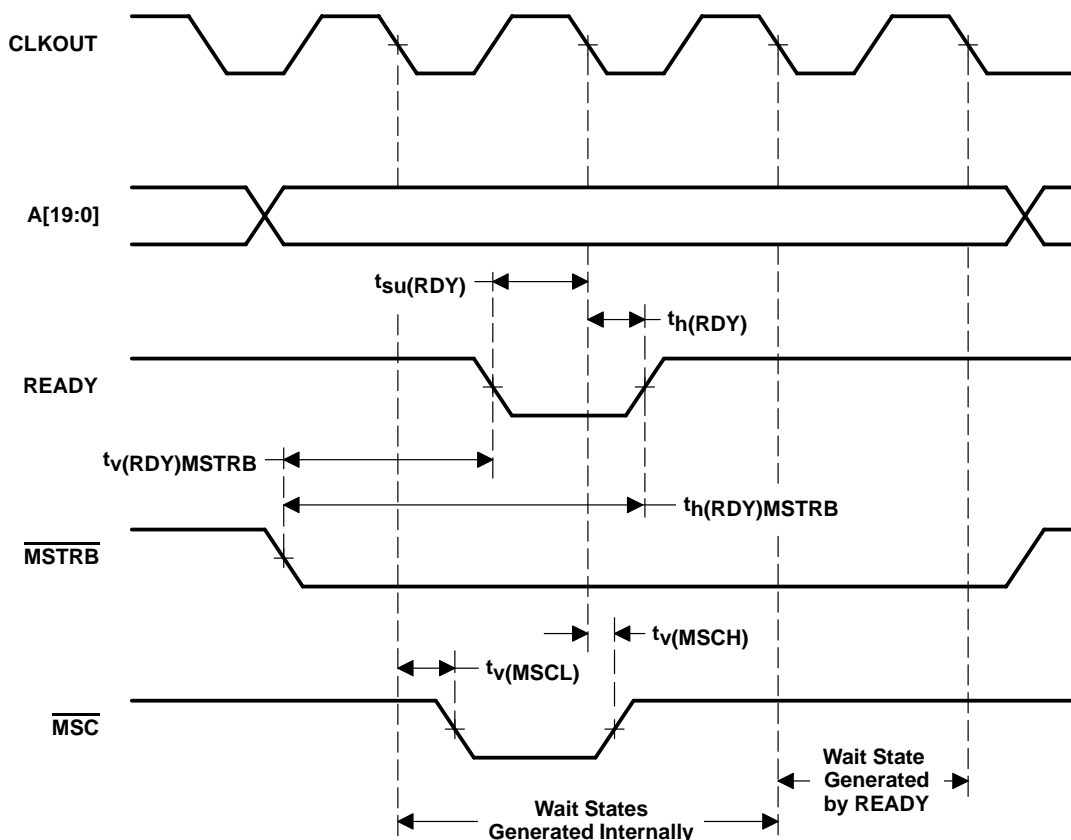 CLKOUT
A[19:0]
tsu(RDY)
th(RDY)
READY
tv(RDY)MSTRB
th(RDY)MSTRB
MSTRB
tv(MSCH)
tv(MSCL)
MSC
Wait State
Generated
by READY
Wait States
Generated Internally